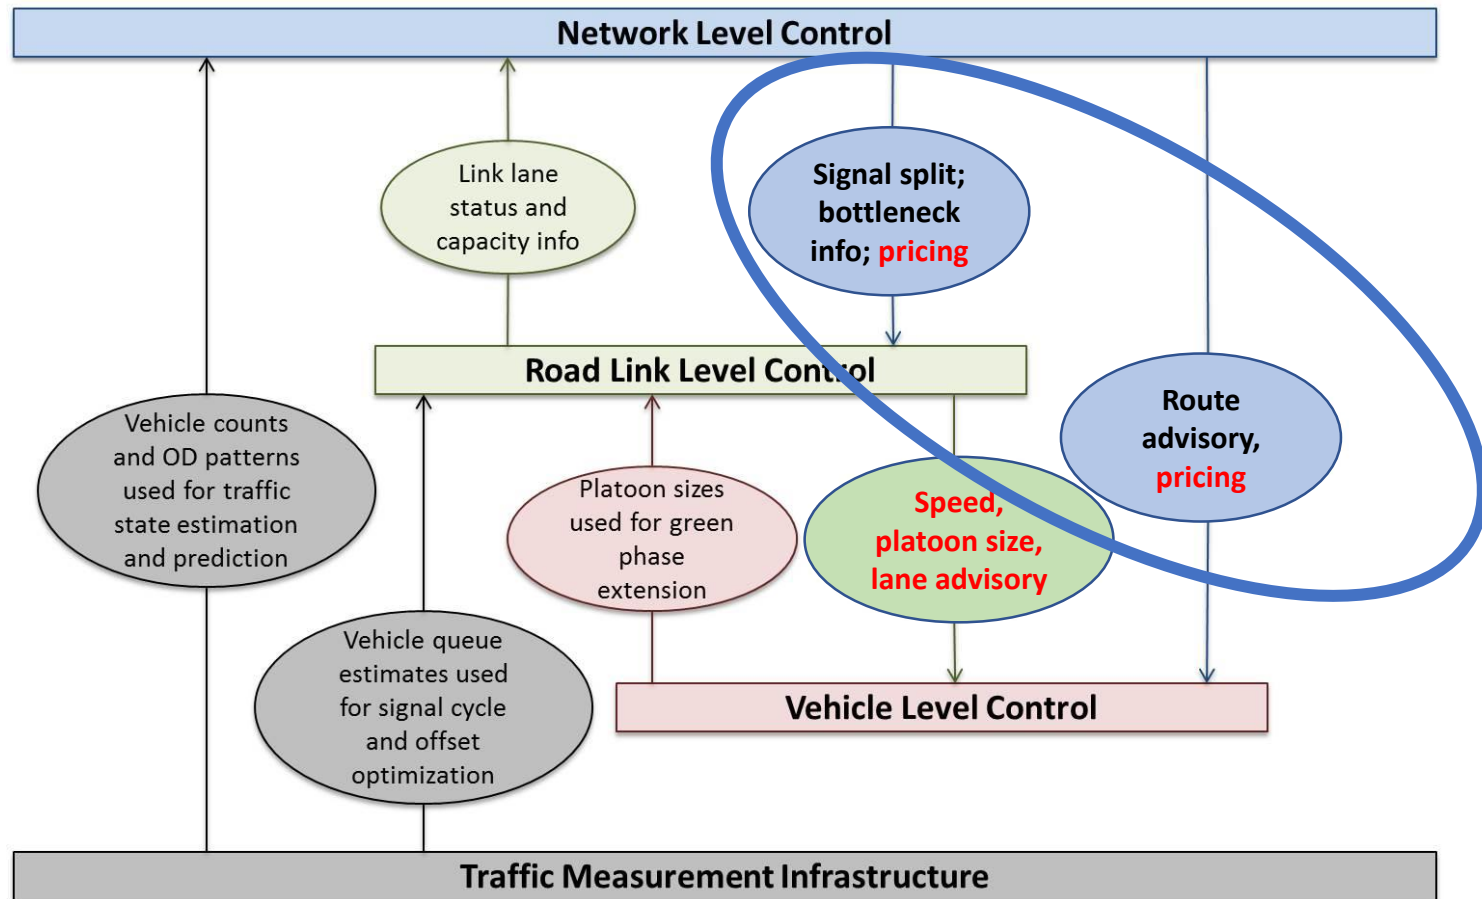 Network Level Control
Link lane
status and
capacity info
Signal split;
bottleneck
info; pricing
Road Link Level Control
Route
advisory,
pricing
Vehicle counts
and OD patterns
used for traffic
state estimation
and prediction
Platoon sizes
used for green
phase
extension
Speed,
platoon size,
lane advisory
Vehicle queue
estimates used
for signal cycle
and offset
optimization
Vehicle Level Control
Traffic Measurement Infrastructure